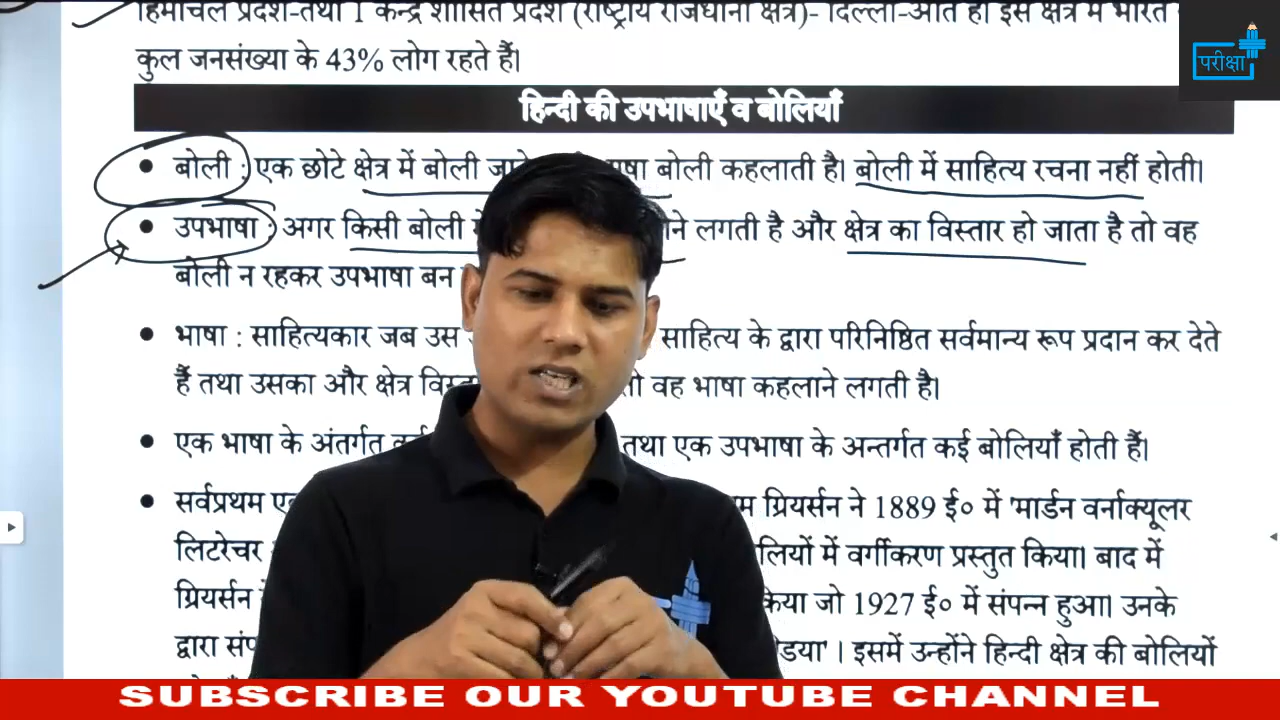 हिमाचल प्रदेश-तथा 1 केन्द्र शासित प्रदेश (राष्ट्रीय राजधानी क्षेत्र)- दिल्ली-आते हैं। इस क्षेत्र में भारत
कुल जनसंख्या के 43% लोग रहते हैं।
परीक्षा
हिन्दी की उपभाषाएँ व बोलियाँ
• बोली : एक छोटे क्षेत्र में बोली बोली कहलाती है। बोली में साहित्य रचना नहीं होती।
• उपभाषा : अगर किसी बोली लगती है और क्षेत्र का विस्तार हो जाता है तो वह
बोली न रहकर उपभाषा बन
• भाषा : साहित्यकार जब उस साहित्य के द्वारा परिनिष्ठित सर्वमान्य रूप प्रदान कर देते
हैं तथा उसका और क्षेत्र वह भाषा कहलाने लगती है।
• एक भाषा के अंतर्गत तथा एक उपभाषा के अन्तर्गत कई बोलियाँ होती हैं।
• सर्वप्रथम ग्रियर्सन ने 1889 ई० में 'मार्डन वर्नाक्यूलर
लिटरेचर में वर्गीकरण प्रस्तुत किया। बाद में
ग्रियर्सन किया जो 1927 ई० में संपन्न हुआ। उनके
द्वारा इसमें उन्होंने हिन्दी क्षेत्र की बोलियों
SUBSCRIBE OUR YOUTUBE CHANNEL